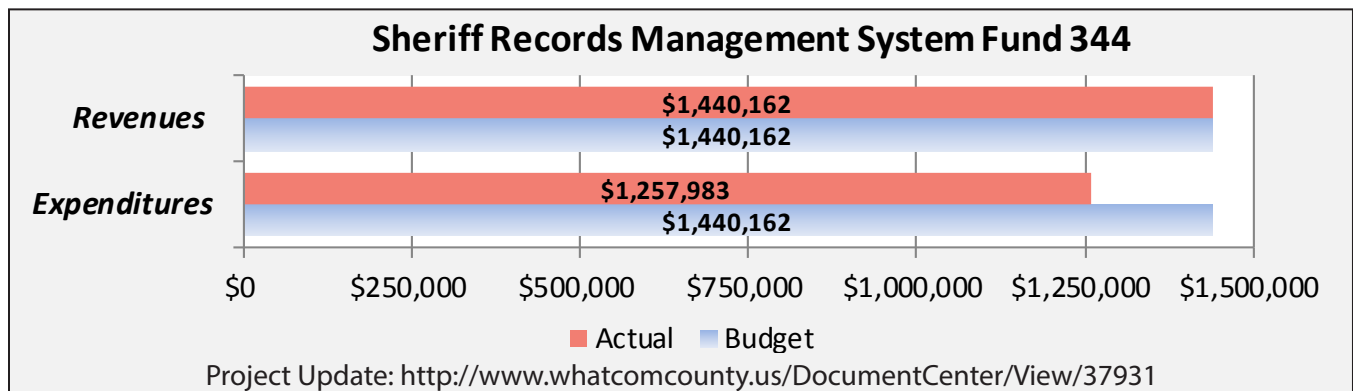 Sheriff Records Management System Fund 344
Revenues
$1,440,162
$1,440,162
Expenditures
$1,257,983
$1,440,162
$0 $250,000 $500,000 $750,000 $1,000,000 $1,250,000 $1,500,000
Actual Budget
Project Update: http://www.whatcomcounty.us/DocumentCenter/View/37931